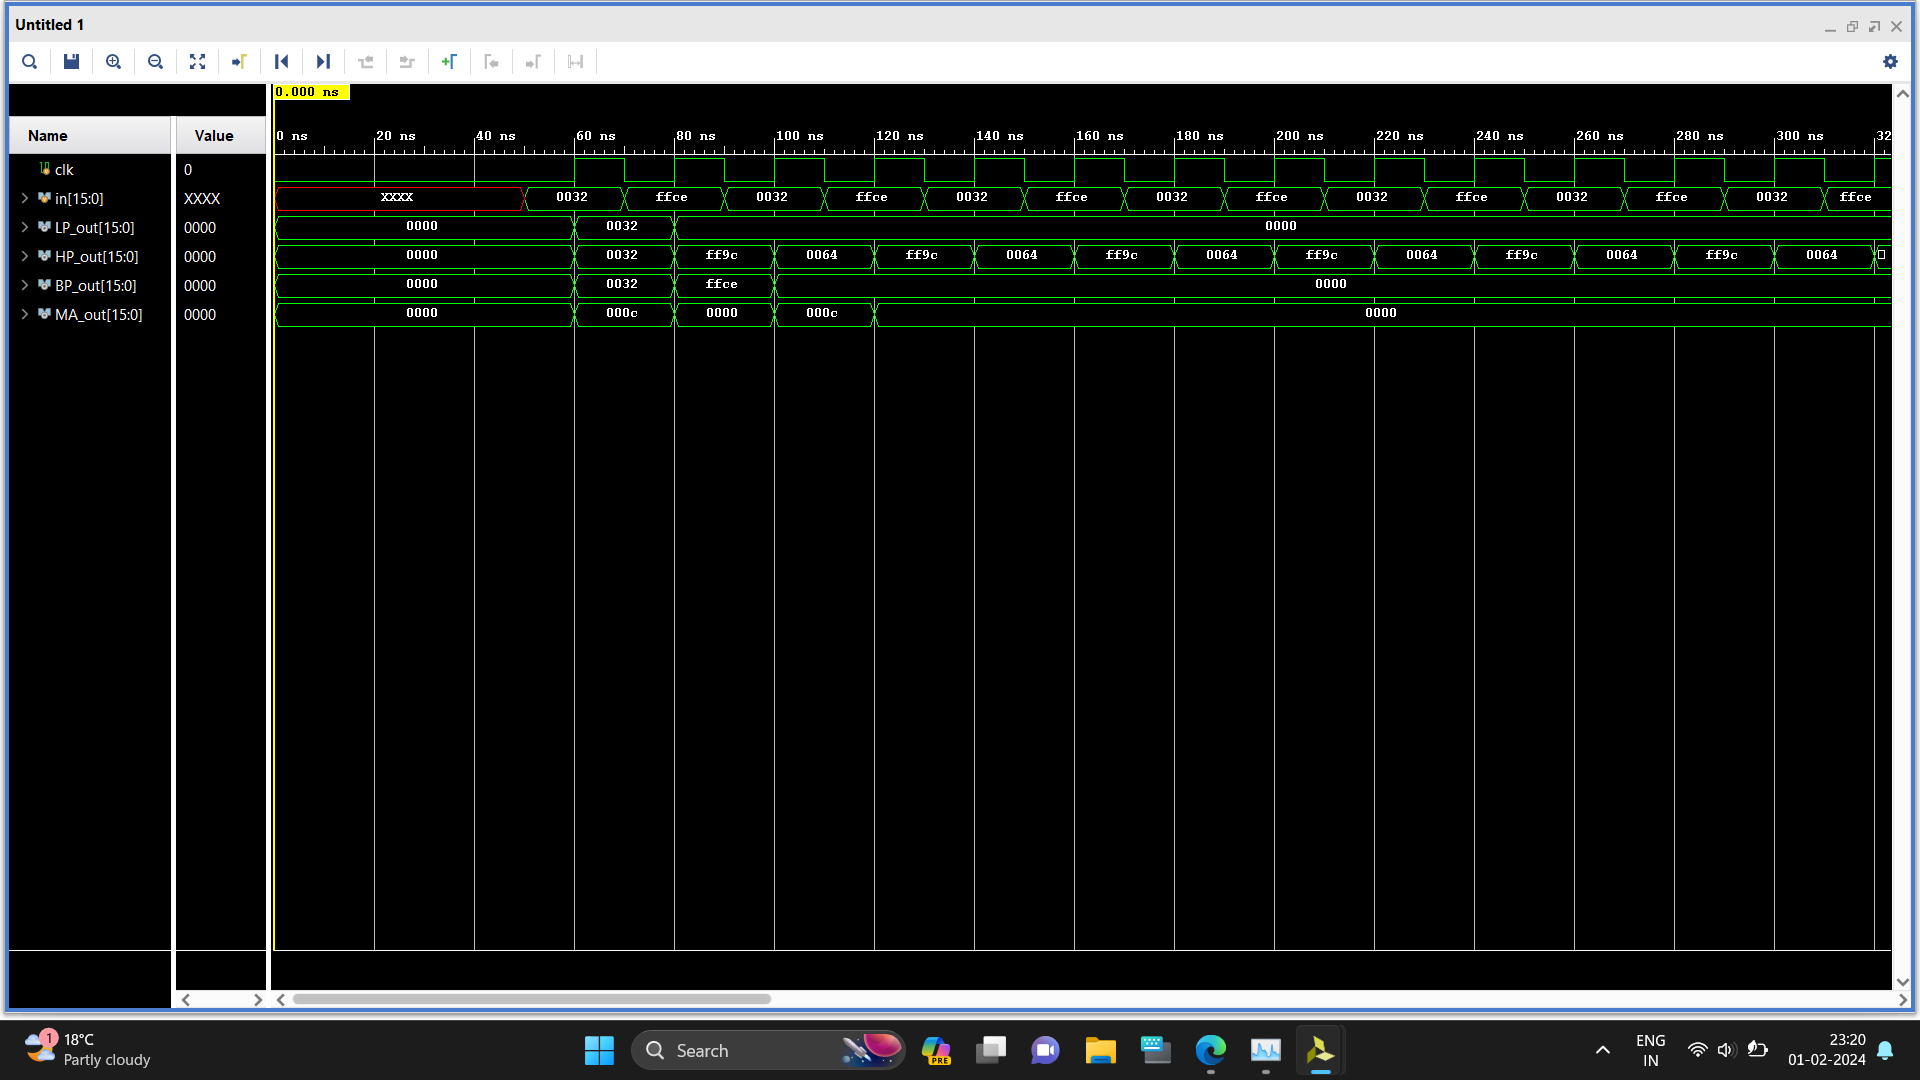 Untitled 1
0.000 ns
Name Value
0 ns 20 ns 40 ns 60 ns 80 ns 100 ns 120 ns 140 ns 160 ns 180 ns 200 ns 220 ns 240 ns 260 ns 280 ns 300 ns 32
clk 0
in[15:0] XXXX XXXX 0032 ffce 0032 ffce 0032 ffce 0032 ffce 0032 ffce 0032 ffce 0032 ffce
LP_out[15:0] 0000 0000 0032 0000
HP_out[15:0] 0000 0000 0032 ff9c 0064 ff9c 0064 ff9c 0064 ff9c 0064 ff9c 0064 ff9c 0064
BP_out[15:0] 0000 0000 0032 ffce 0000
MA_out[15:0] 0000 0000 000c 0000 000c 0000
1 18°C
Partly cloudy
Search
PRE
ENG
IN
23:20
01-02-2024